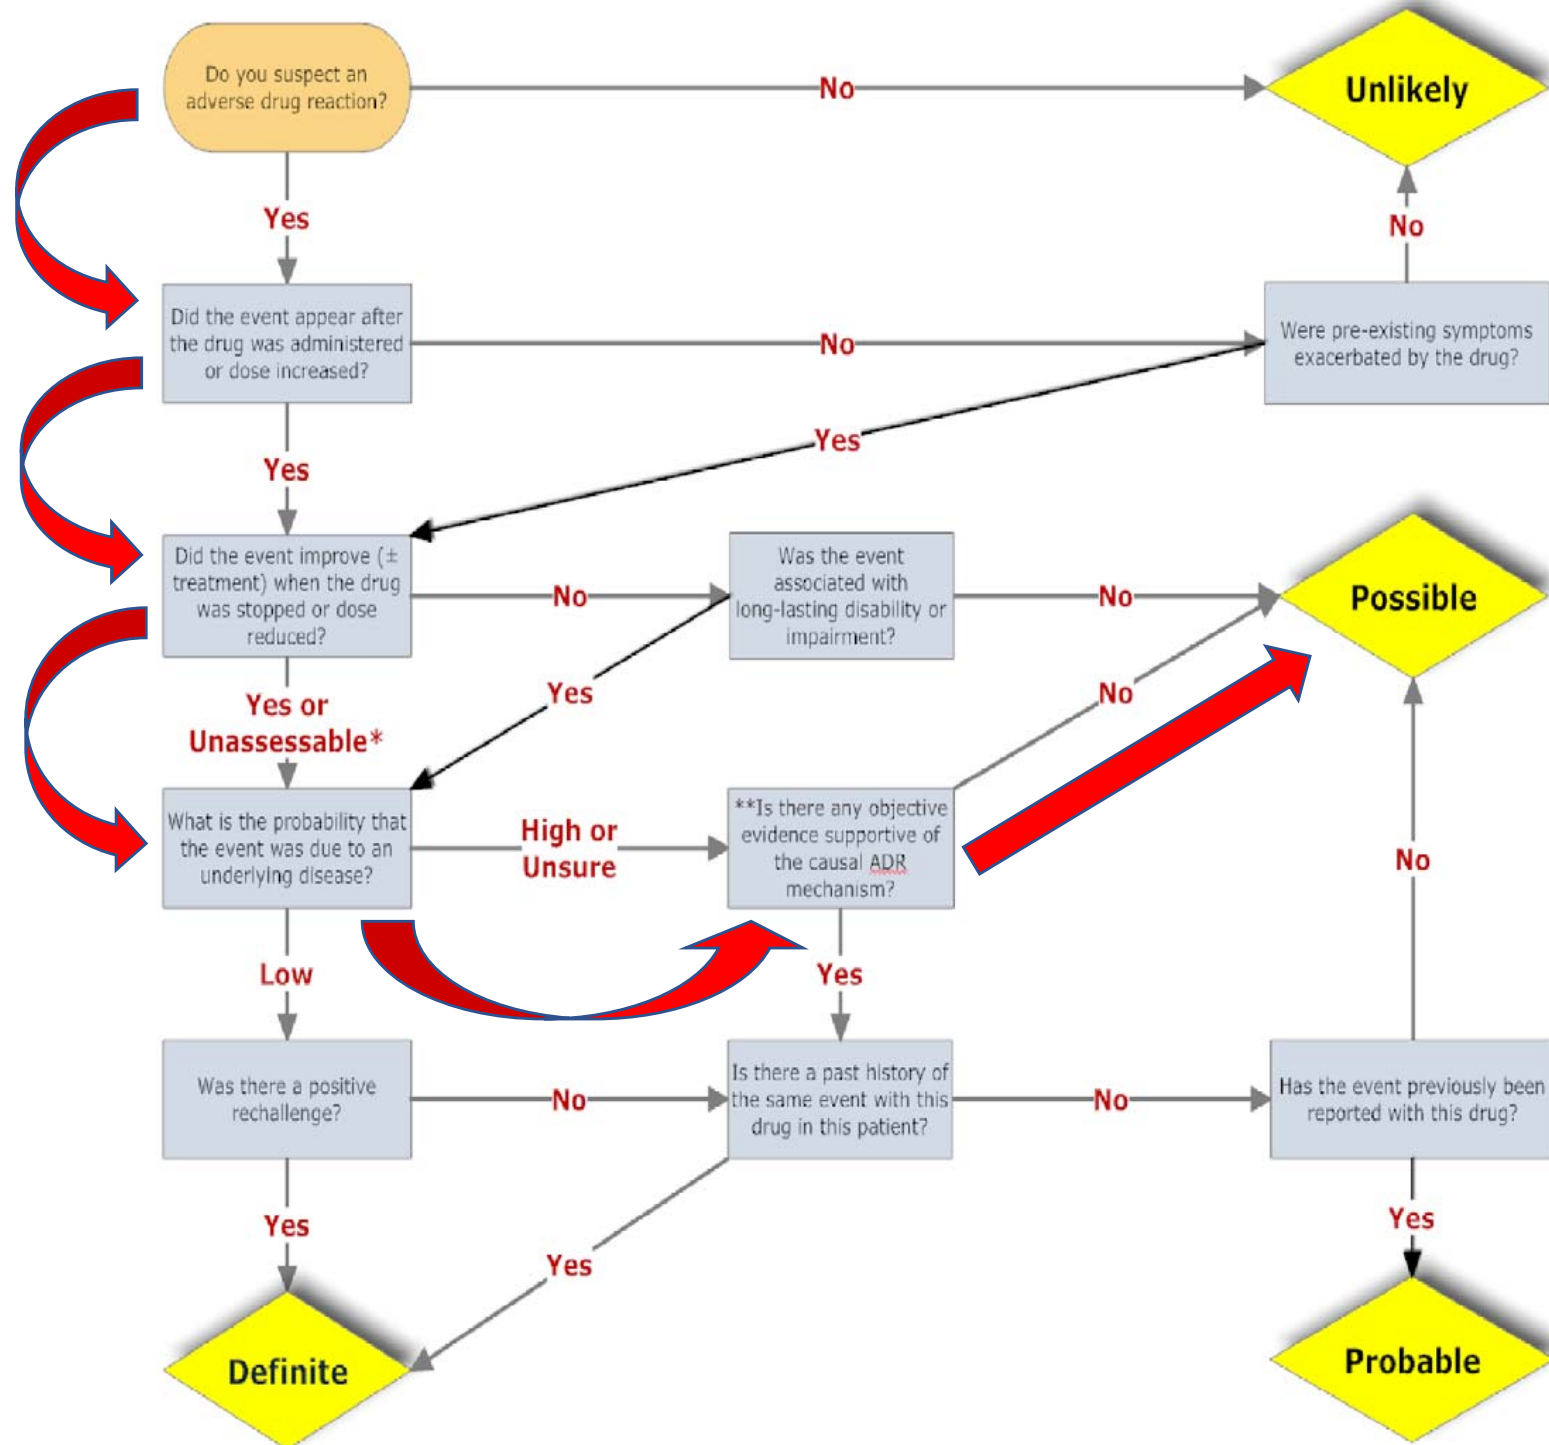 Do you suspect an
adverse drug reaction?
No
Unlikely
Yes
No
Did the event appear after
the drug was administered
or dose increased?
No
Were pre-existing symptoms
exacerbated by the drug?
Yes
Yes
Did the event improve (±
treatment) when the drug
was stopped or dose
reduced?
No
Was the event
associated with
long-lasting disability or
impairment?
No
Possible
Yes or
Unassessable*
Yes
No
What is the probability that
the event was due to an
underlying disease?
High or
Unsure
**Is there any objective
evidence supportive of
the causal ADR
mechanism?
No
Low
Yes
Was there a positive
rechallenge?
No
Is there a past history of
the same event with this
drug in this patient?
No
Has the event previously been
reported with this drug?
Yes
Yes
Yes
Definite
Probable